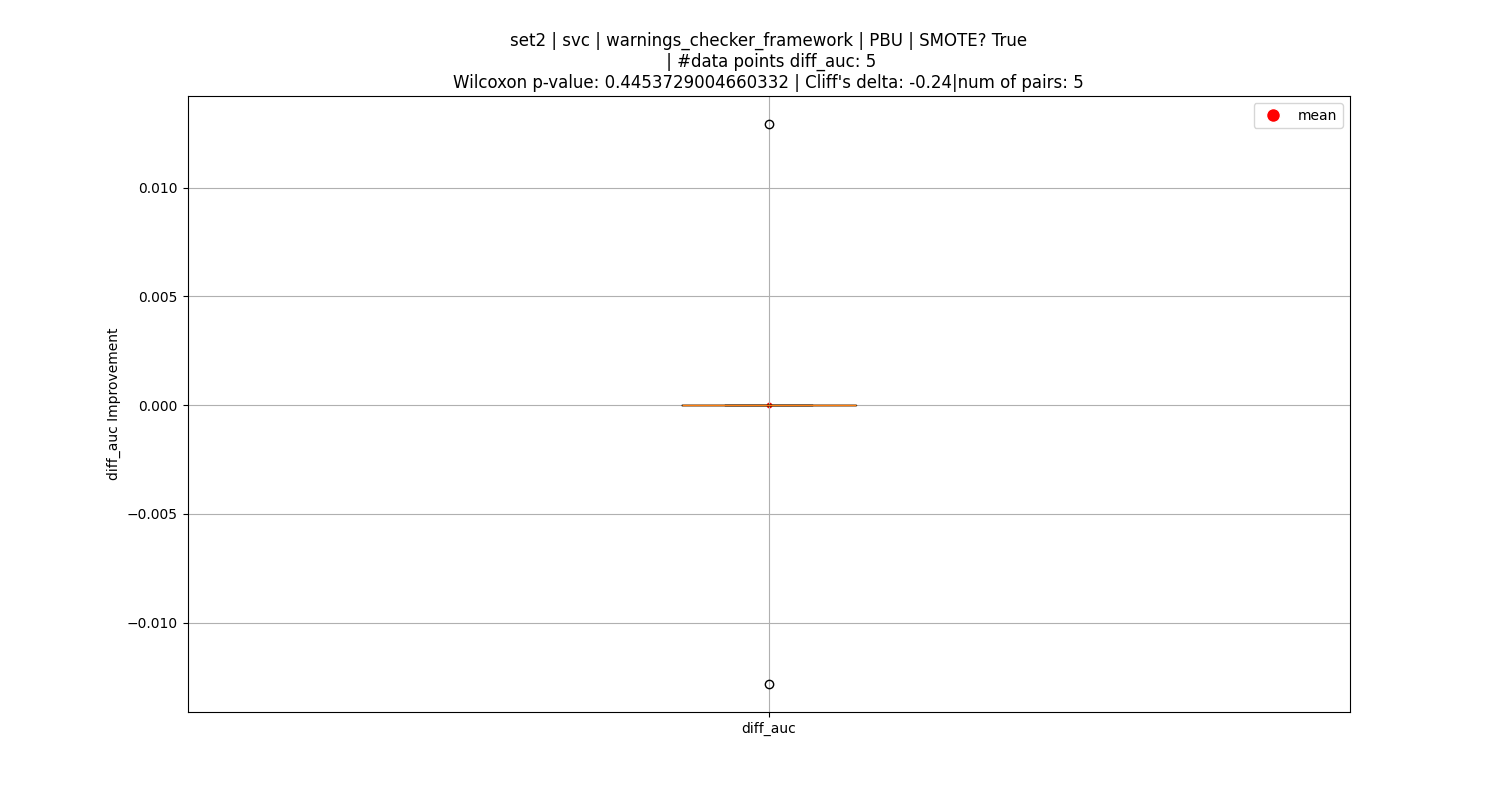 set2 | svc | warnings_checker_framework | PBU | SMOTE? True
| #data points diff_auc: 5
Wilcoxon p-value: 0.4453729004660332 | Cliff's delta: -0.24|num of pairs: 5
mean
0.010
0.005
0.000
−0.005
−0.010
diff_auc Improvement
diff_auc